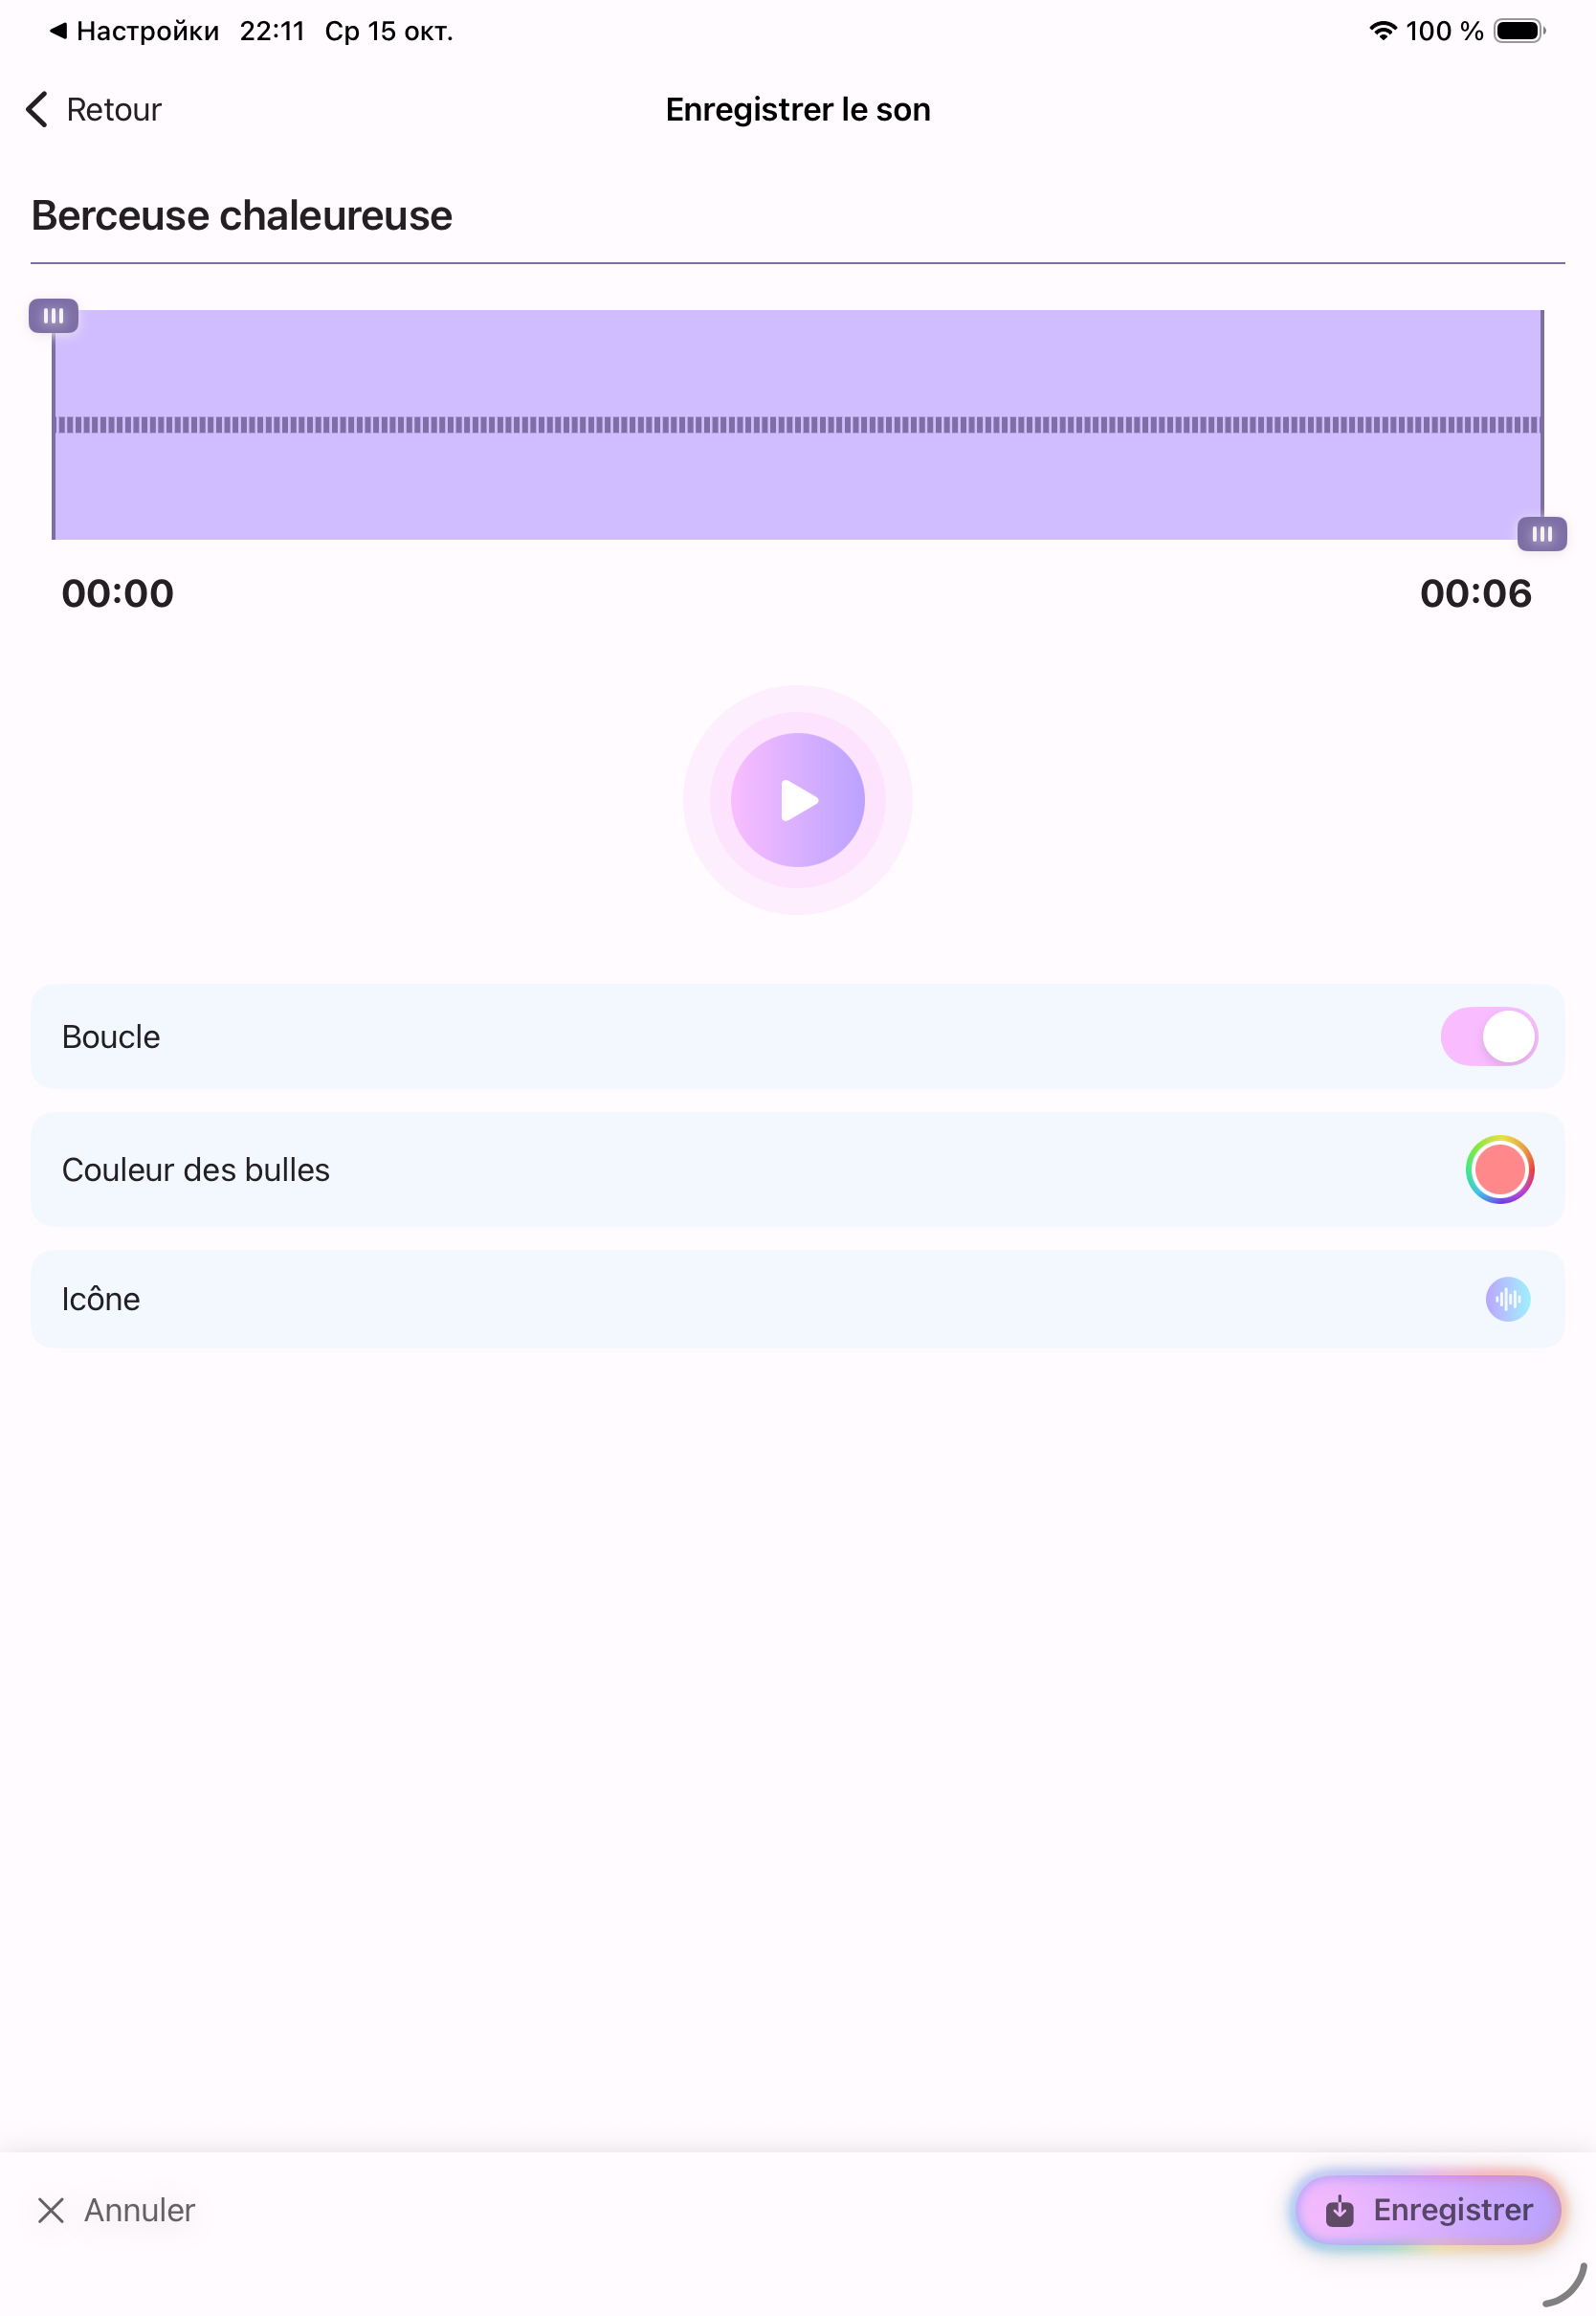 Настройки 22:11 Ср 15 окт. 100 %
Retour Enregistrer le son
Berceuse chaleureuse
00:00 00:06
Boucle
Couleur des bulles
Icône
Annuler Enregistrer